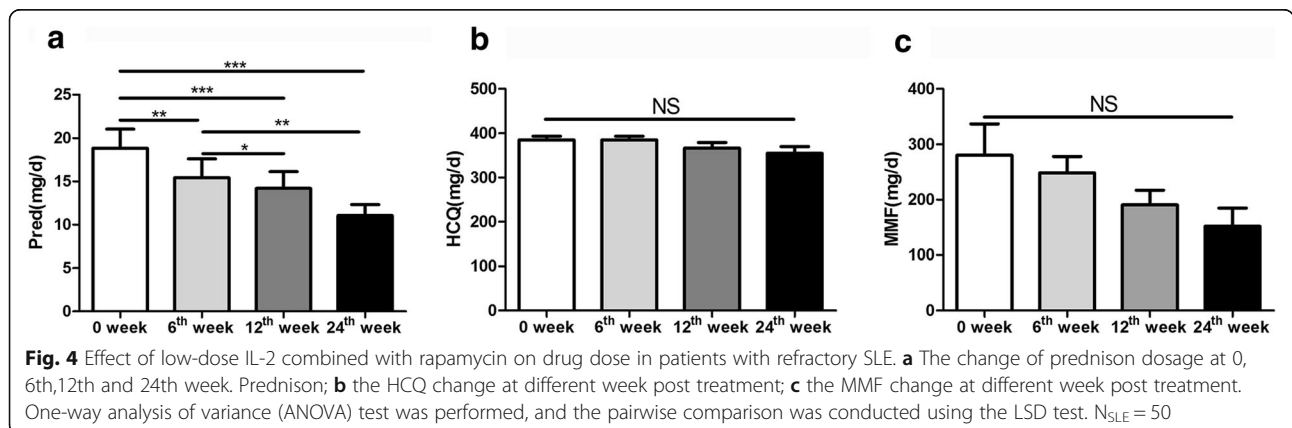 a
b
c
***
***
** **
*
NS
NS
Pred(mg/d)
25
20
15
10
5
0
0 week 6th week 12th week 24th week
HCQ(mg/d)
500
400
300
200
100
0
0 week 6th week 12th week 24th week
MMF(mg/d)
400
300
200
100
0
0 week 6th week 12th week 24th week
Fig. 4 Effect of low-dose IL-2 combined with rapamycin on drug dose in patients with refractory SLE. a The change of prednison dosage at 0,
6th,12th and 24th week. Prednison; b the HCQ change at different week post treatment; c the MMF change at different week post treatment.
One-way analysis of variance (ANOVA) test was performed, and the pairwise comparison was conducted using the LSD test. NSLE = 50